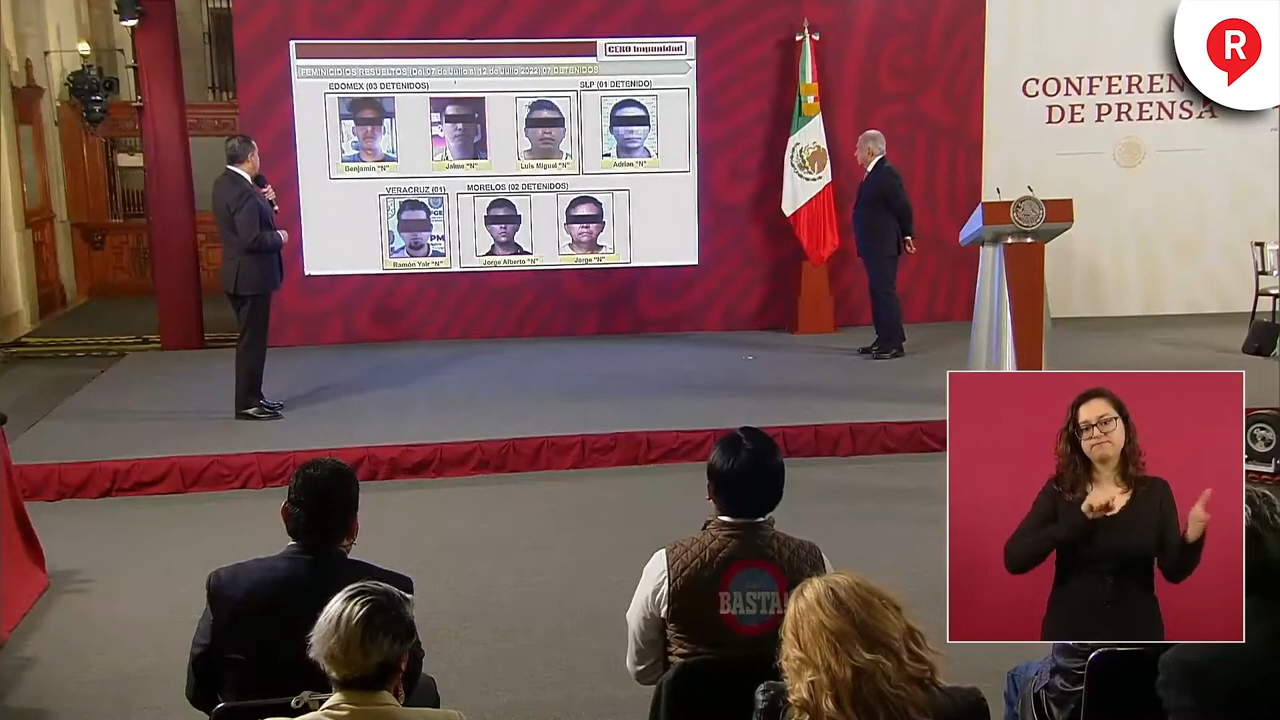 CERO Impunidad
FEMINICIDIOS RESUELTOS (Del 07 de Julio al 12 de Julio 2022) 07 DETENIDOS
EDOMEX (03 DETENIDOS)
SLP (01 DETENIDO)
Benjamín "N"
Jaime "N"
Luis Miguel "N"
Adrian "N"
VERACRUZ (01)
MORELOS (02 DETENIDOS)
Ramón Yair "N"
Jorge Alberto "N"
Jorge "N"
R
CONFEREN
DE PRENSA
BASTA